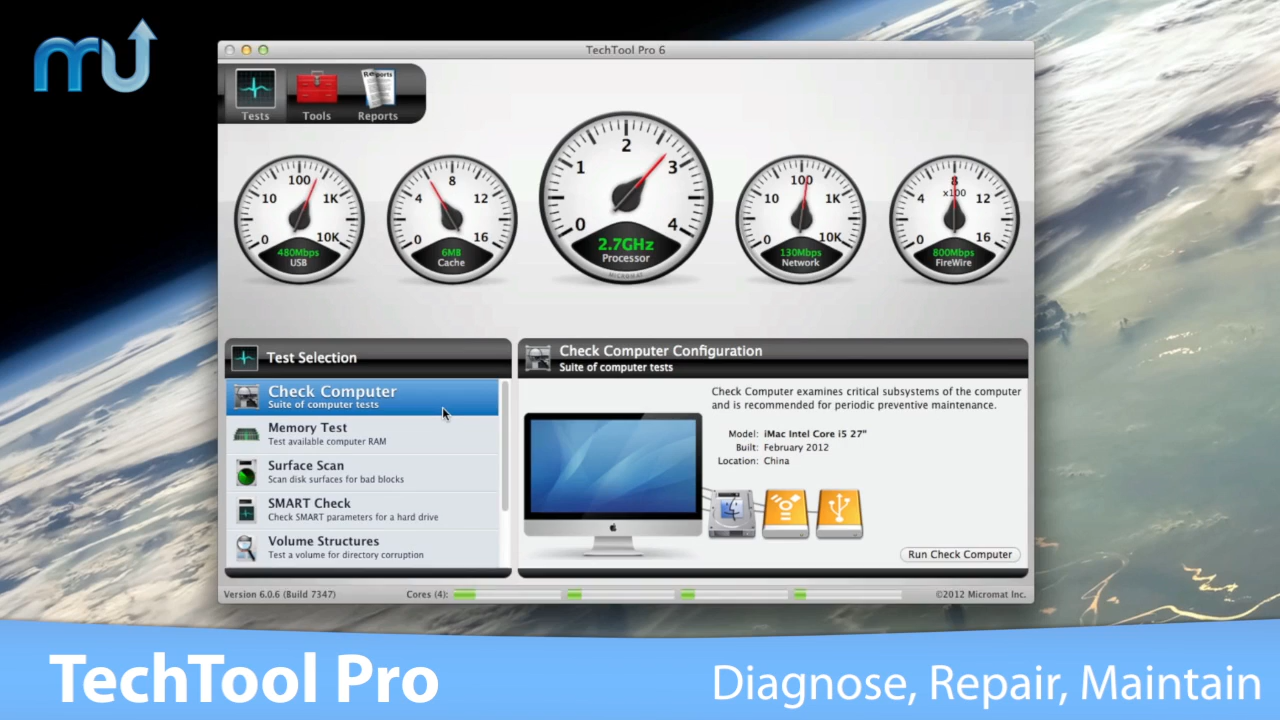 mu
TechTool Pro 6
Tests
Tools
Reports
Reports
100
10
1K
0
10K
480Mbps
USB
8
4
12
0
16
6MB
Cache
2
1
3
0
4
2.7GHz
Processor
MICROMAT
100
10
1K
0
10K
130Mbps
Network
8
x100
4
12
0
16
800Mbps
FireWire
Test Selection
Check Computer
Suite of computer tests
Memory Test
Test available computer RAM
Surface Scan
Scan disk surfaces for bad blocks
SMART Check
Check SMART parameters for a hard drive
Volume Structures
Test a volume for directory corruption
Check Computer Configuration
Suite of computer tests
Check Computer examines critical subsystems of the computer
and is recommended for periodic preventive maintenance.
Model: iMac Intel Core i5 27"
Built: February 2012
Location: China
Run Check Computer
Version 6.0.6 (Build 7347)
Cores (4):
©2012 Micromat Inc.
TechTool Pro
Diagnose, Repair, Maintain